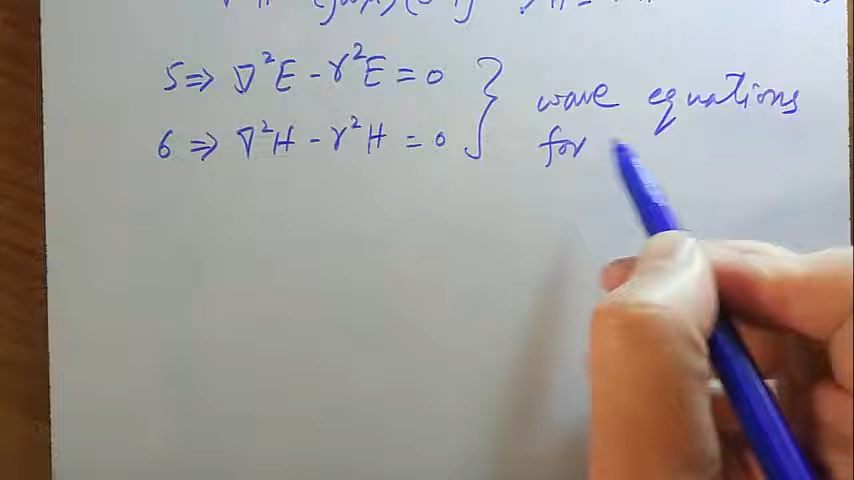 5 ⇒ ∇²E - γ²E = 0 } wave equations
6 ⇒ ∇²H - γ²H = 0 } for